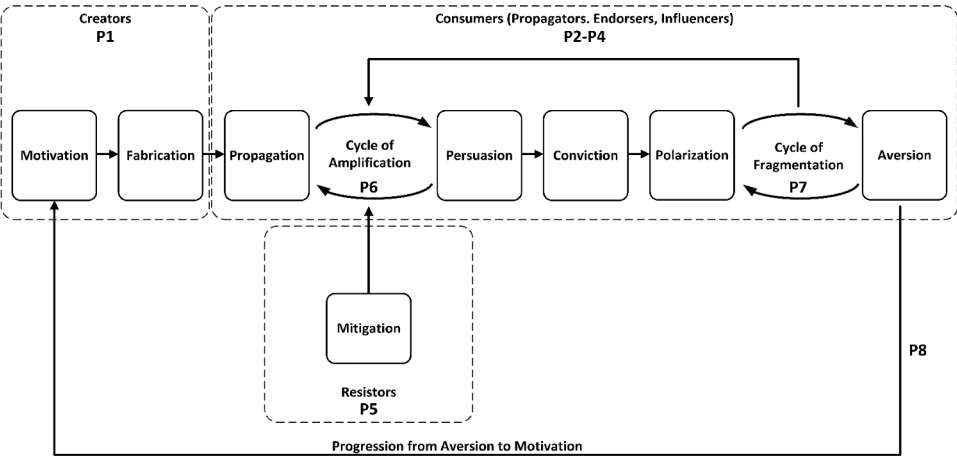 Creators
P1
Consumers (Propagators. Endorsers, Influencers)
P2-P4
Motivation
Fabrication
Propagation
Cycle of
Amplification
P6
Persuasion
Conviction
Polarization
Cycle of
Fragmentation
P7
Aversion
Mitigation
Resistors
P5
P8
Progression from Aversion to Motivation